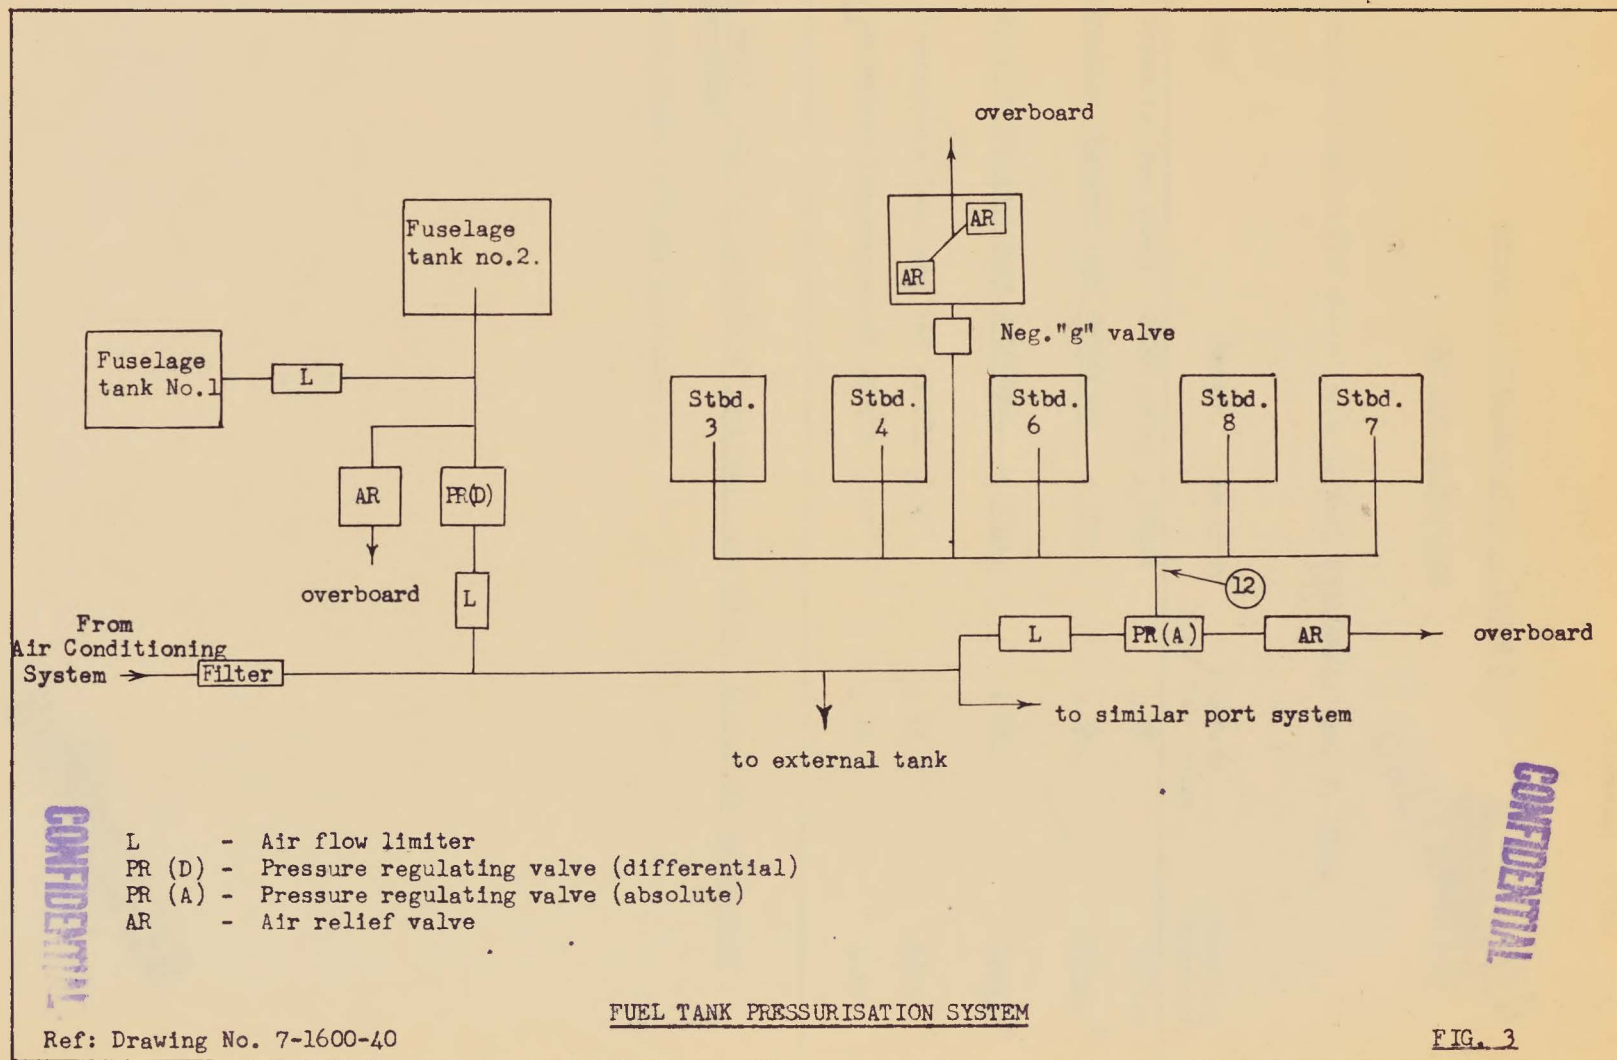 overboard
AR
AR
Neg."g" valve
Fuselage
tank no.2.
Fuselage
tank No.1
L
AR
PR(D)
overboard
L
Stbd.
3
Stbd.
4
Stbd.
6
Stbd.
8
Stbd.
7
12
L
PR(A)
AR
overboard
From
Air Conditioning
System
Filter
to similar port system
to external tank
CONFIDENTIAL
CONFIDENTIAL
L - Air flow limiter
PR (D) - Pressure regulating valve (differential)
PR (A) - Pressure regulating valve (absolute)
AR - Air relief valve
FUEL TANK PRESSURISATION SYSTEM
Ref: Drawing No. 7-1600-40
FIG. 3